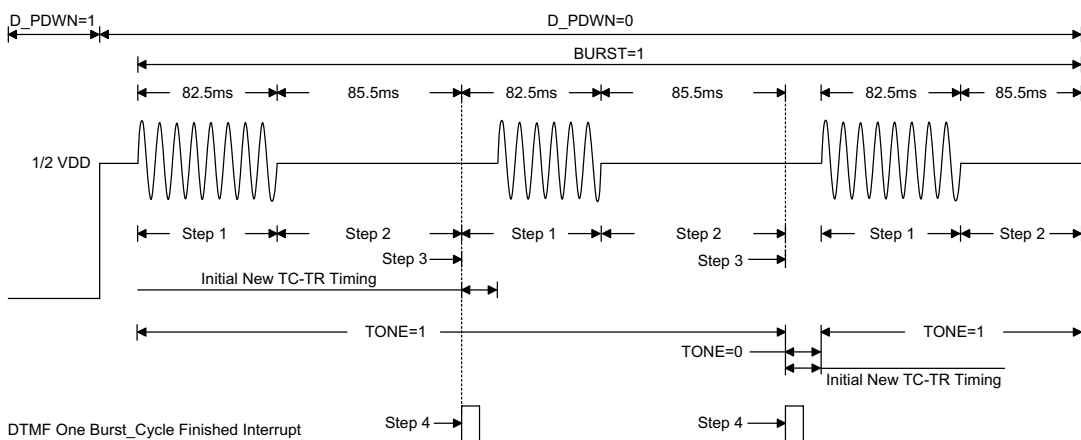 D_PDWN=1 D_PDWN=0
BURST=1
82.5ms 85.5ms 82.5ms 85.5ms 82.5ms 85.5ms
1/2 VDD
Step 1 Step 2 Step 1 Step 2 Step 1 Step 2
Step 3 Step 3
Initial New TC-TR Timing
TONE=1 TONE=1
TONE=0
Initial New TC-TR Timing
Step 4 Step 4
DTMF One Burst_Cycle Finished Interrupt